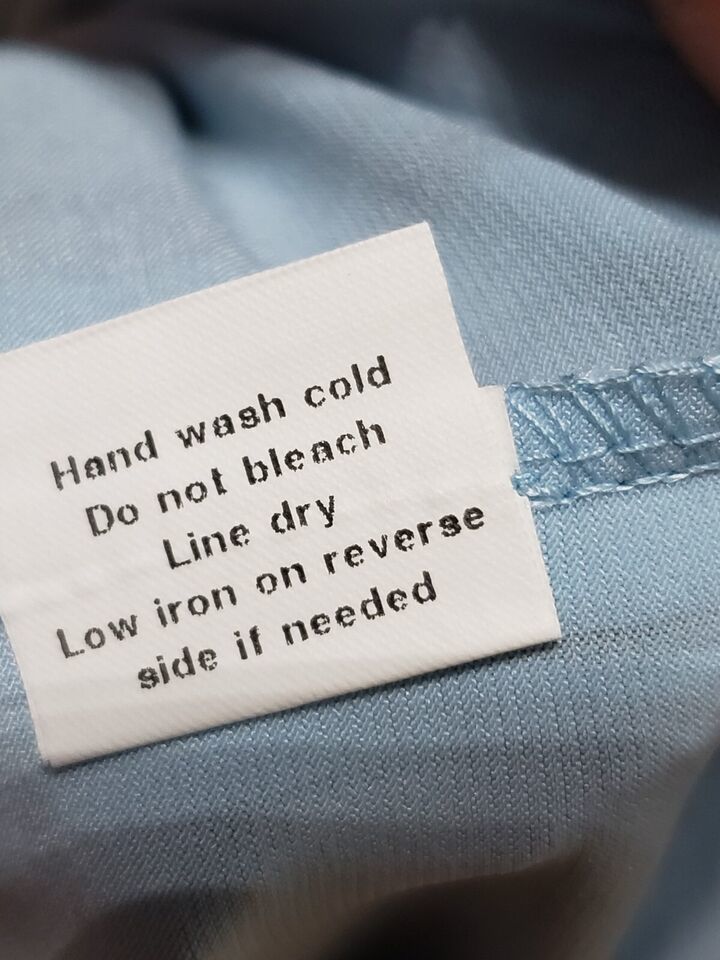 Hand wash cold
Do not bleach
Line dry
Low iron on reverse
side if needed